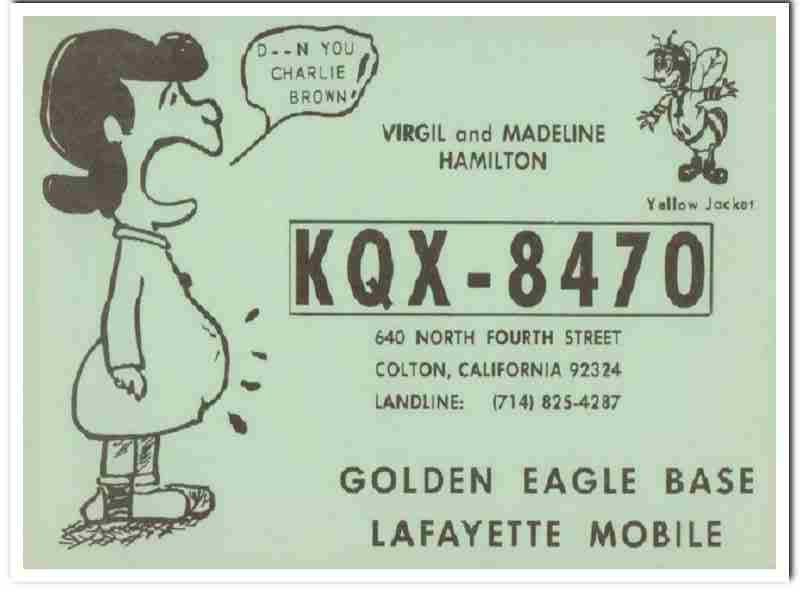 D--N YOU
CHARLIE
BROWN!
VIRGIL and MADELINE
HAMILTON
Yellow Jacket
KQX-8470
640 NORTH FOURTH STREET
COLTON, CALIFORNIA 92324
LANDLINE: (714) 825-4287
GOLDEN EAGLE BASE
LAFAYETTE MOBILE